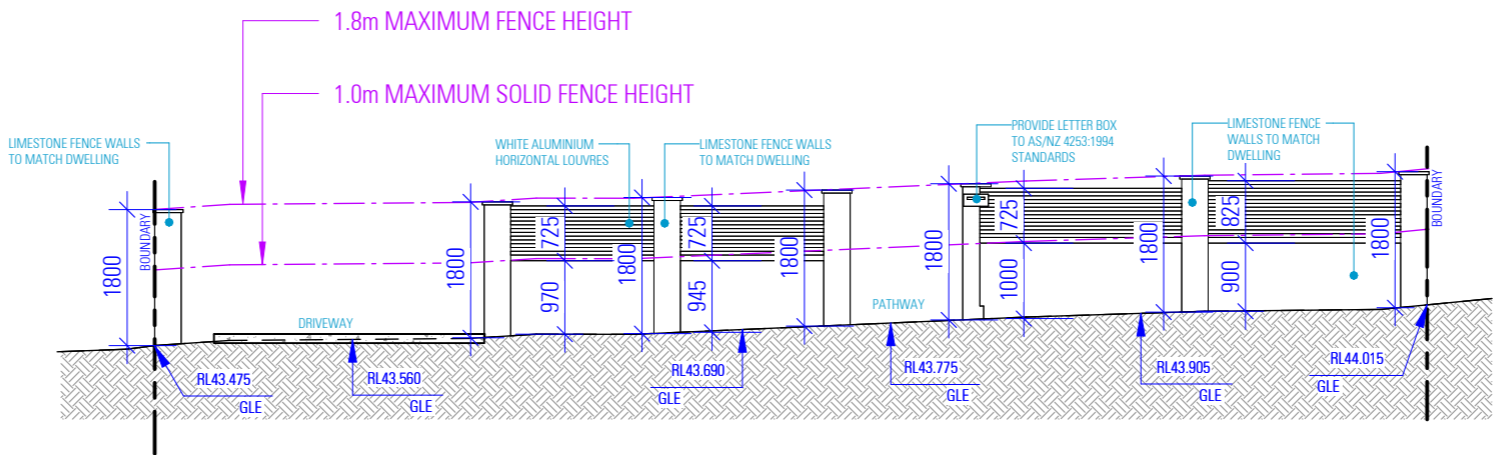 1.8m MAXIMUM FENCE HEIGHT
1.0m MAXIMUM SOLID FENCE HEIGHT
LIMESTONE FENCE WALLS
TO MATCH DWELLING
WHITE ALUMINIUM
HORIZONTAL LOUVRES
LIMESTONE FENCE WALLS
TO MATCH DWELLING
PROVIDE LETTER BOX
TO AS/NZ 4253:1994
STANDARDS
LIMESTONE FENCE
WALLS TO MATCH
DWELLING
1800
BOUNDARY
1800
725
970
1800
725
945
1800
1800
725
1000
1800
825
900
1800
BOUNDARY
DRIVEWAY
PATHWAY
RL43.475
GLE
RL43.560
GLE
RL43.690
GLE
RL43.775
GLE
RL43.905
GLE
RL44.015
GLE